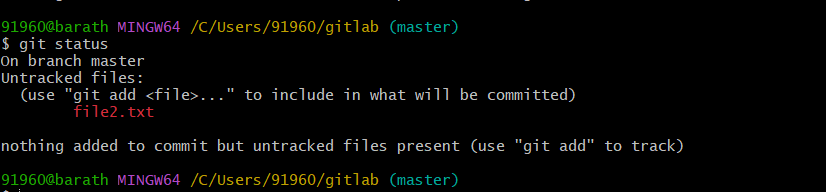 91960@barath MINGW64 /C/Users/91960/gitlab (master)
$ git status
On branch master
Untracked files:
  (use "git add <file>..." to include in what will be committed)
        file2.txt

nothing added to commit but untracked files present (use "git add" to track)

91960@barath MINGW64 /C/Users/91960/gitlab (master)